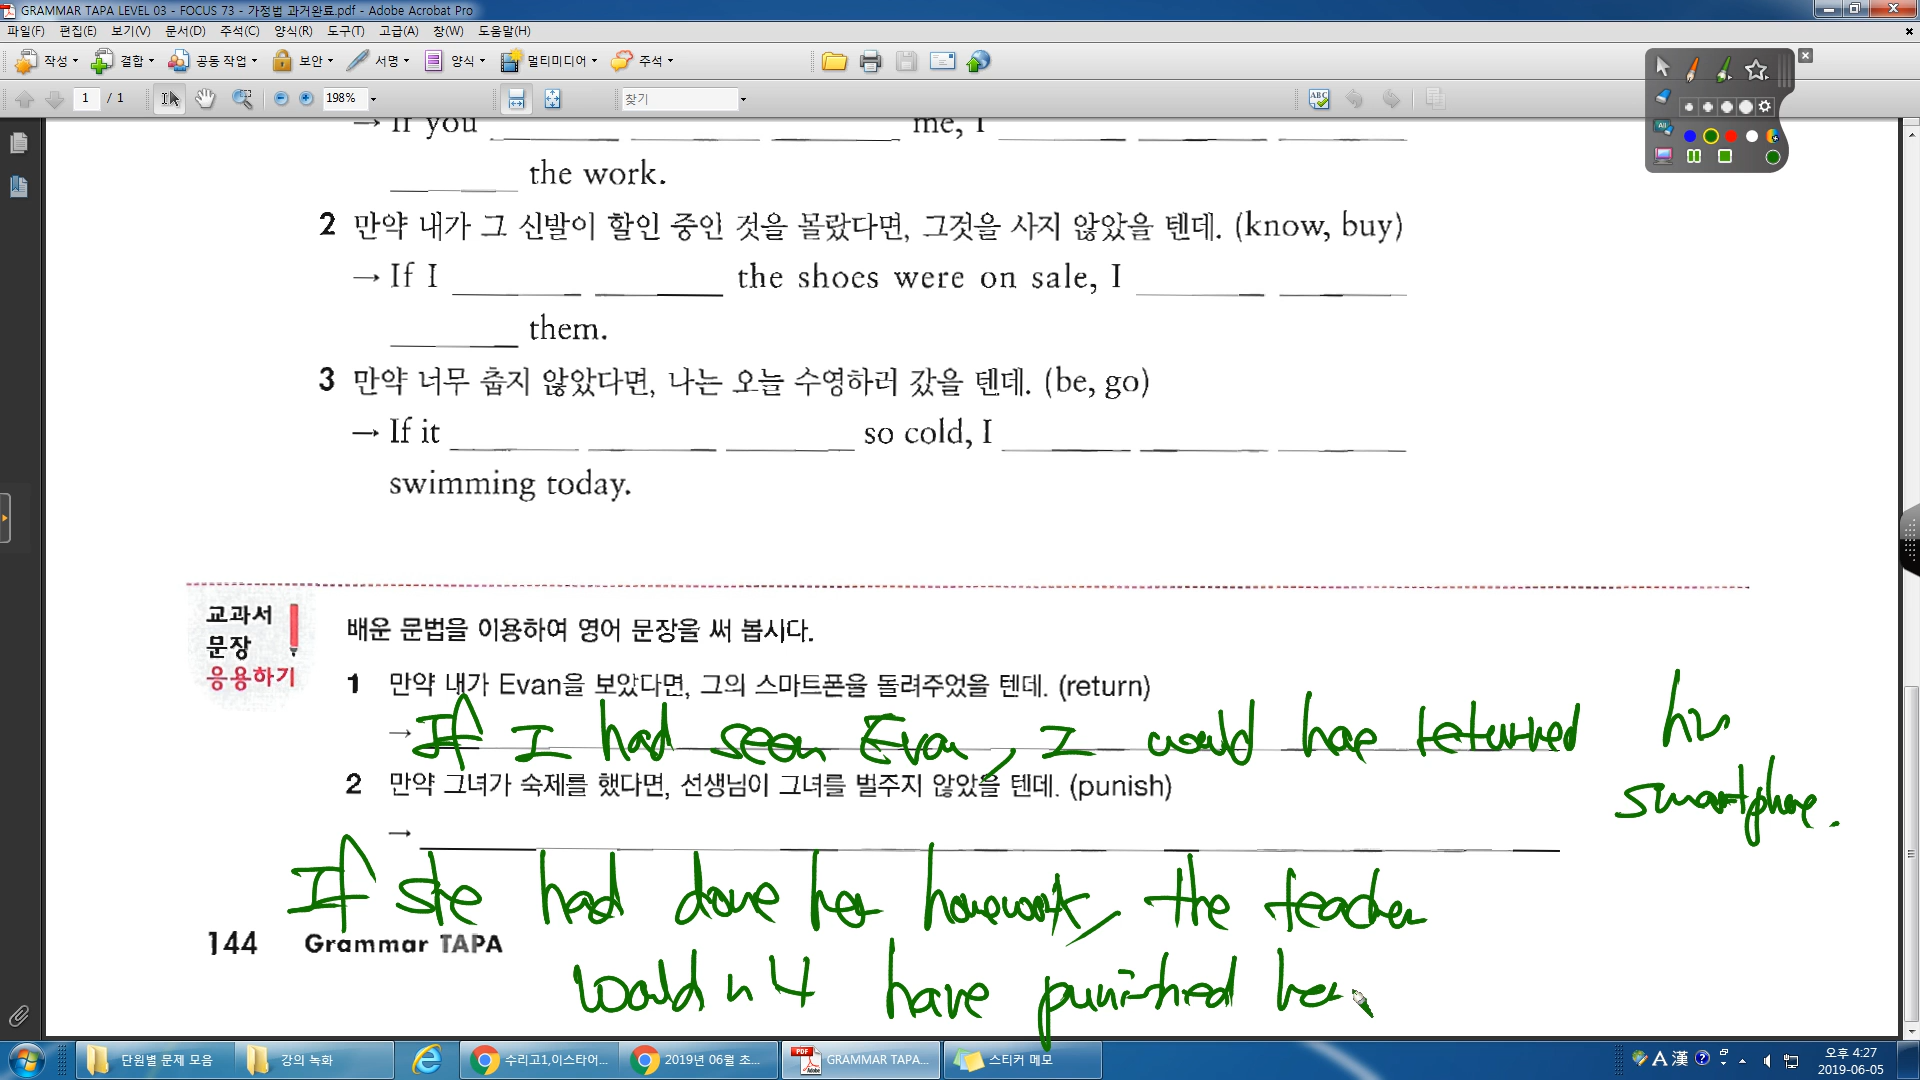 GRAMMAR TAPA LEVEL 03 - FOCUS 73 - 가정법 과거완료.pdf - Adobe Acrobat Pro
파일(F) 편집(E) 보기(V) 문서(D) 주석(C) 양식(R) 도구(T) 고급(A) 창(W) 도움말(H)
작성 결합 공동 작업 보안 서명 양식 멀티미디어 주석
1 / 1 198% 찾기
→ If you me, I
the work.
2 만약 내가 그 신발이 할인 중인 것을 몰랐다면, 그것을 사지 않았을 텐데. (know, buy)
→ If I the shoes were on sale, I
them.
3 만약 너무 춥지 않았다면, 나는 오늘 수영하러 갔을 텐데. (be, go)
→ If it so cold, I
swimming today.
교과서
문장
응용하기
배운 문법을 이용하여 영어 문장을 써 봅시다.
1 만약 내가 Evan을 보았다면, 그의 스마트폰을 돌려주었을 텐데. (return)
→ If I had seen Evan, I would have returned his
smartphone.
2 만약 그녀가 숙제를 했다면, 선생님이 그녀를 벌주지 않았을 텐데. (punish)
→
If she had done her homework, the teacher
wouldn't have punished her
144 Grammar TAPA
단원별 문제 모음 강의 녹화 수리고1,이스타어... 2019년 06월 초... GRAMMAR TAPA... 스티커 메모
A 漢 오후 4:27
2019-06-05